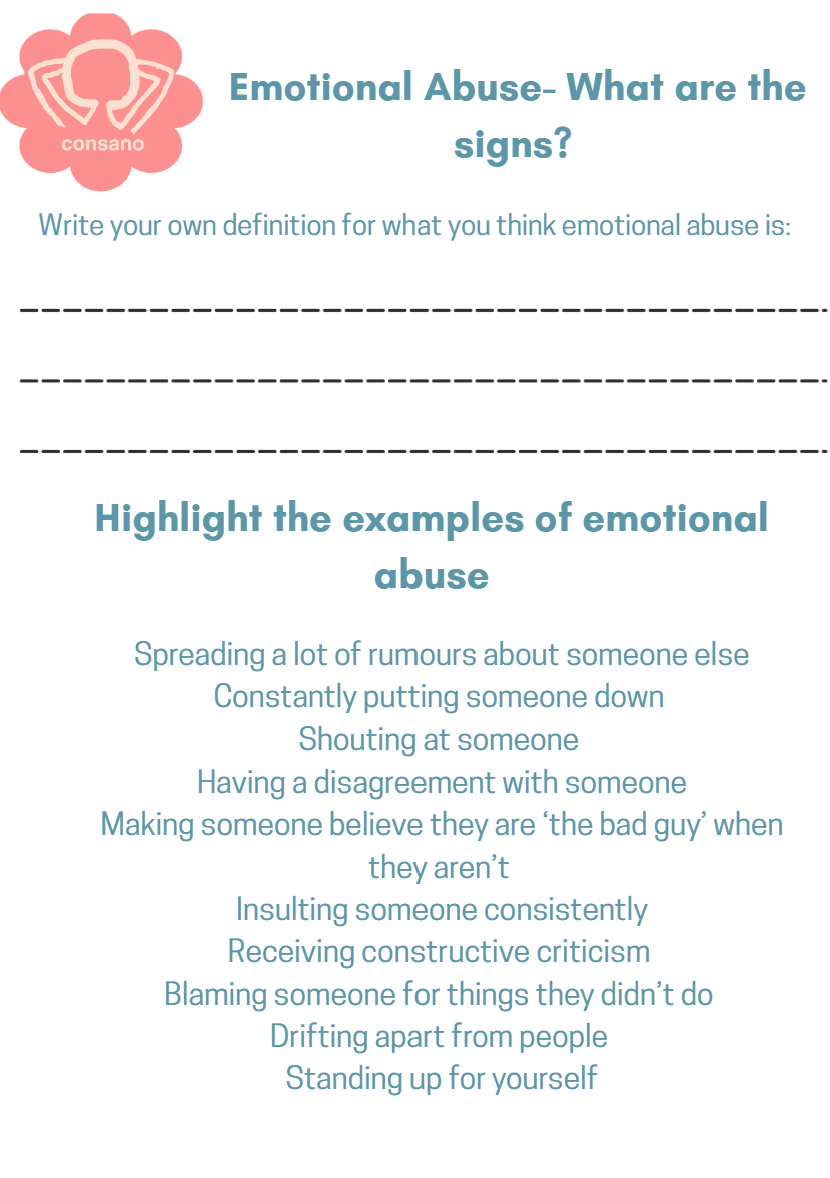 consano
Emotional Abuse- What are the
signs?
Write your own definition for what you think emotional abuse is:
Highlight the examples of emotional
abuse
Spreading a lot of rumours about someone else
Constantly putting someone down
Shouting at someone
Having a disagreement with someone
Making someone believe they are ‘the bad guy’ when
they aren’t
Insulting someone consistently
Receiving constructive criticism
Blaming someone for things they didn’t do
Drifting apart from people
Standing up for yourself